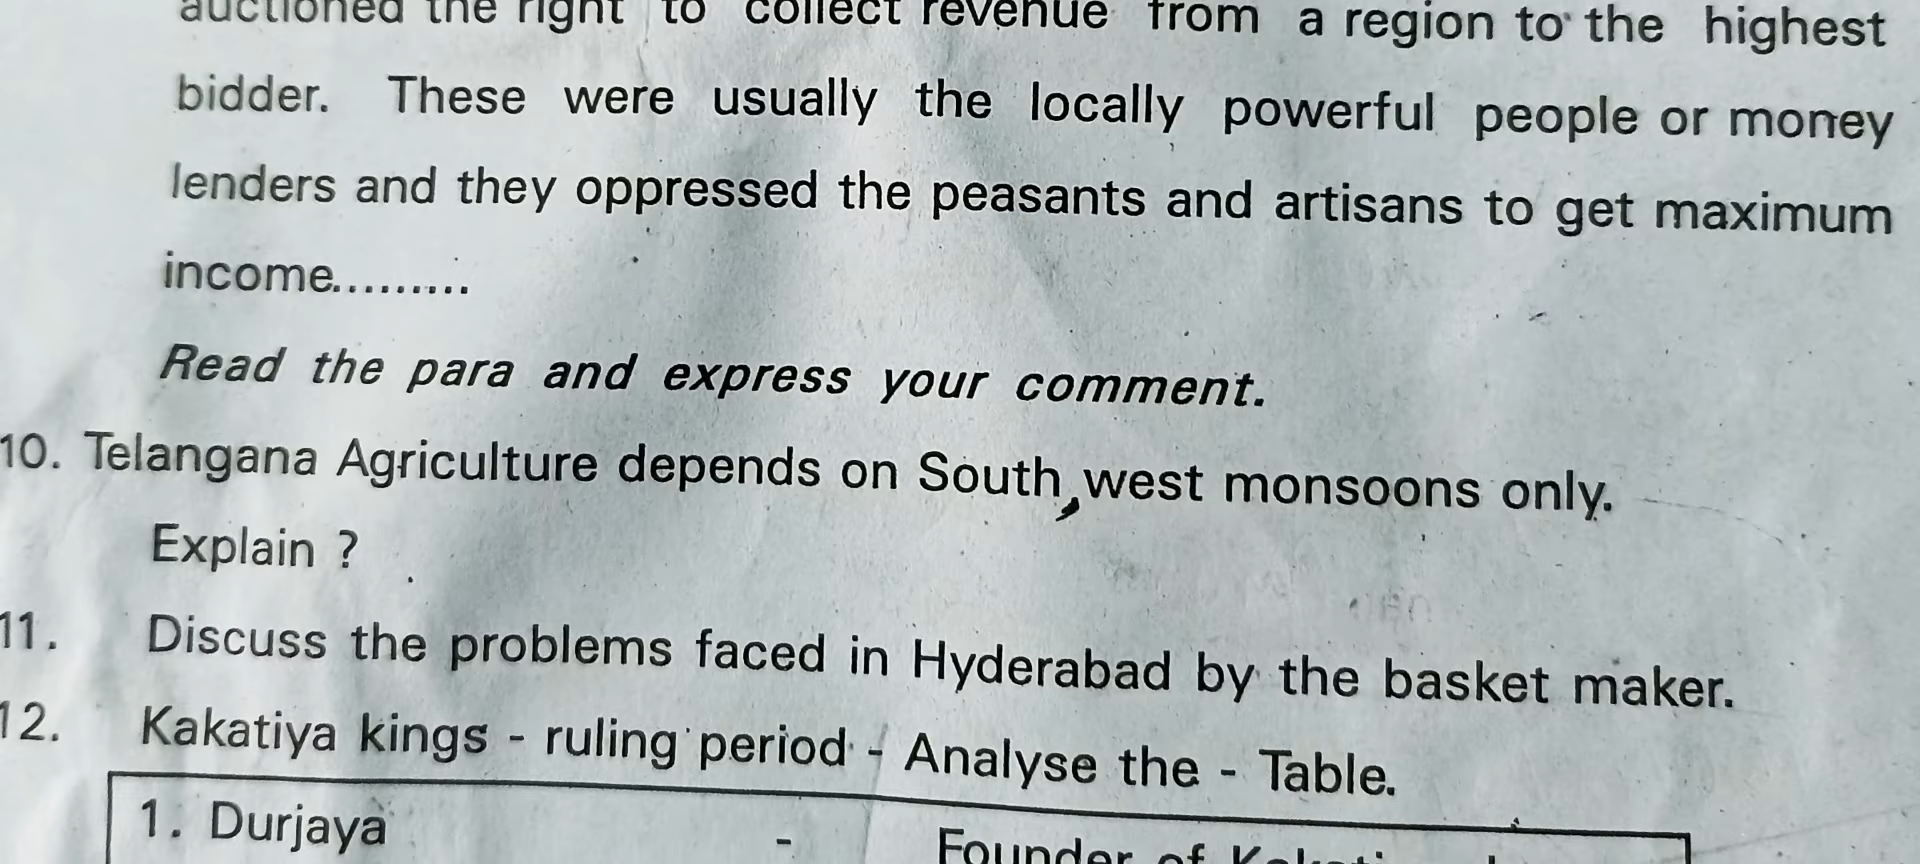 auctioned the right to collect revenue from a region to the highest
bidder. These were usually the locally powerful people or money
lenders and they oppressed the peasants and artisans to get maximum
income.........
Read the para and express your comment.
10. Telangana Agriculture depends on South,west monsoons only.
Explain ?
11. Discuss the problems faced in Hyderabad by the basket maker.
12. Kakatiya kings - ruling period - Analyse the - Table.
1. Durjaya - Founder of